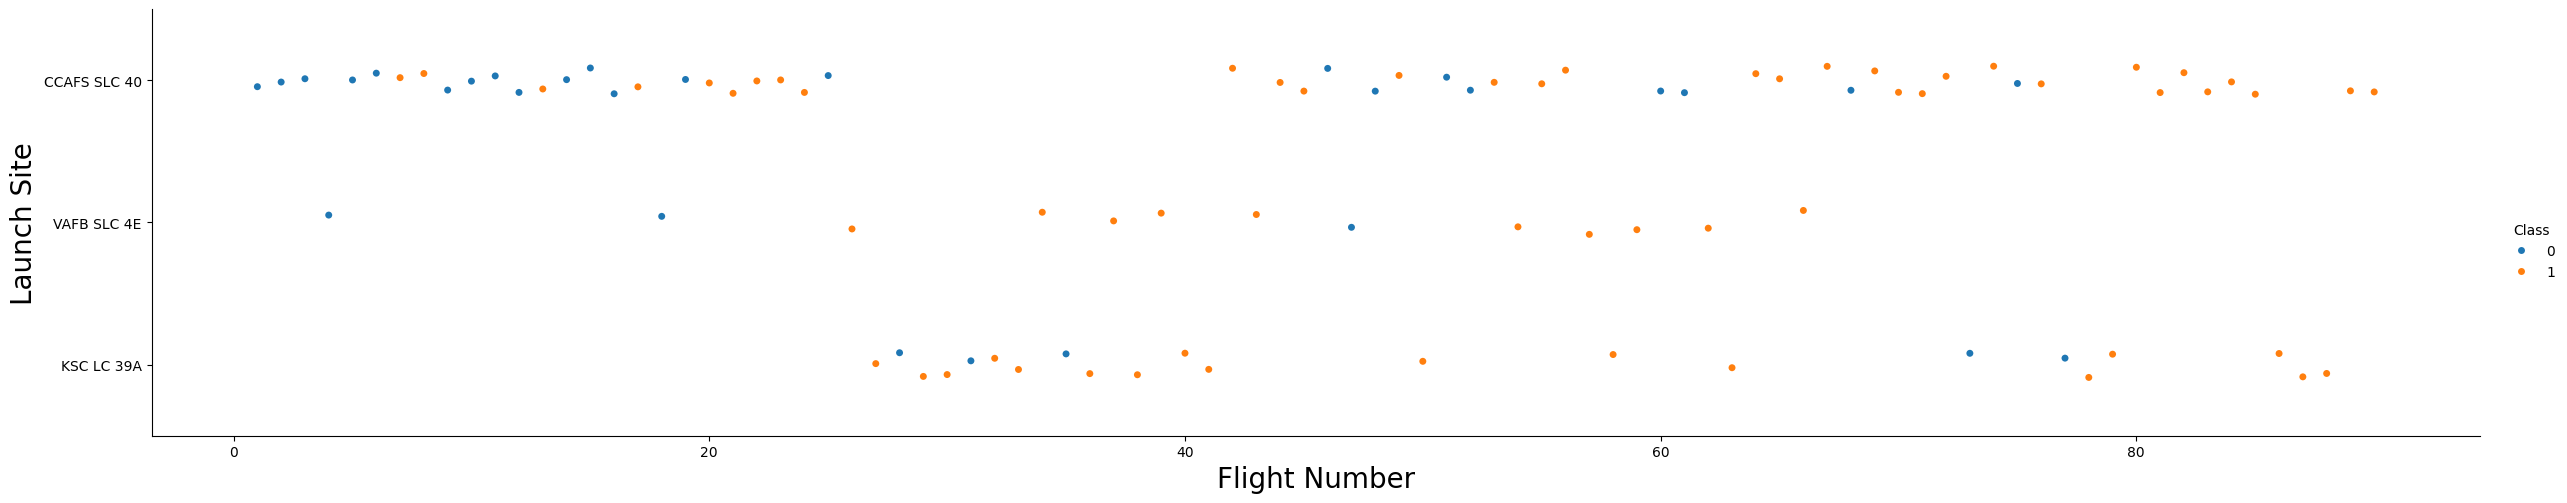 Launch Site
CCAFS SLC 40
VAFB SLC 4E
KSC LC 39A
0 20 40 60 80
Flight Number
Class
0
1